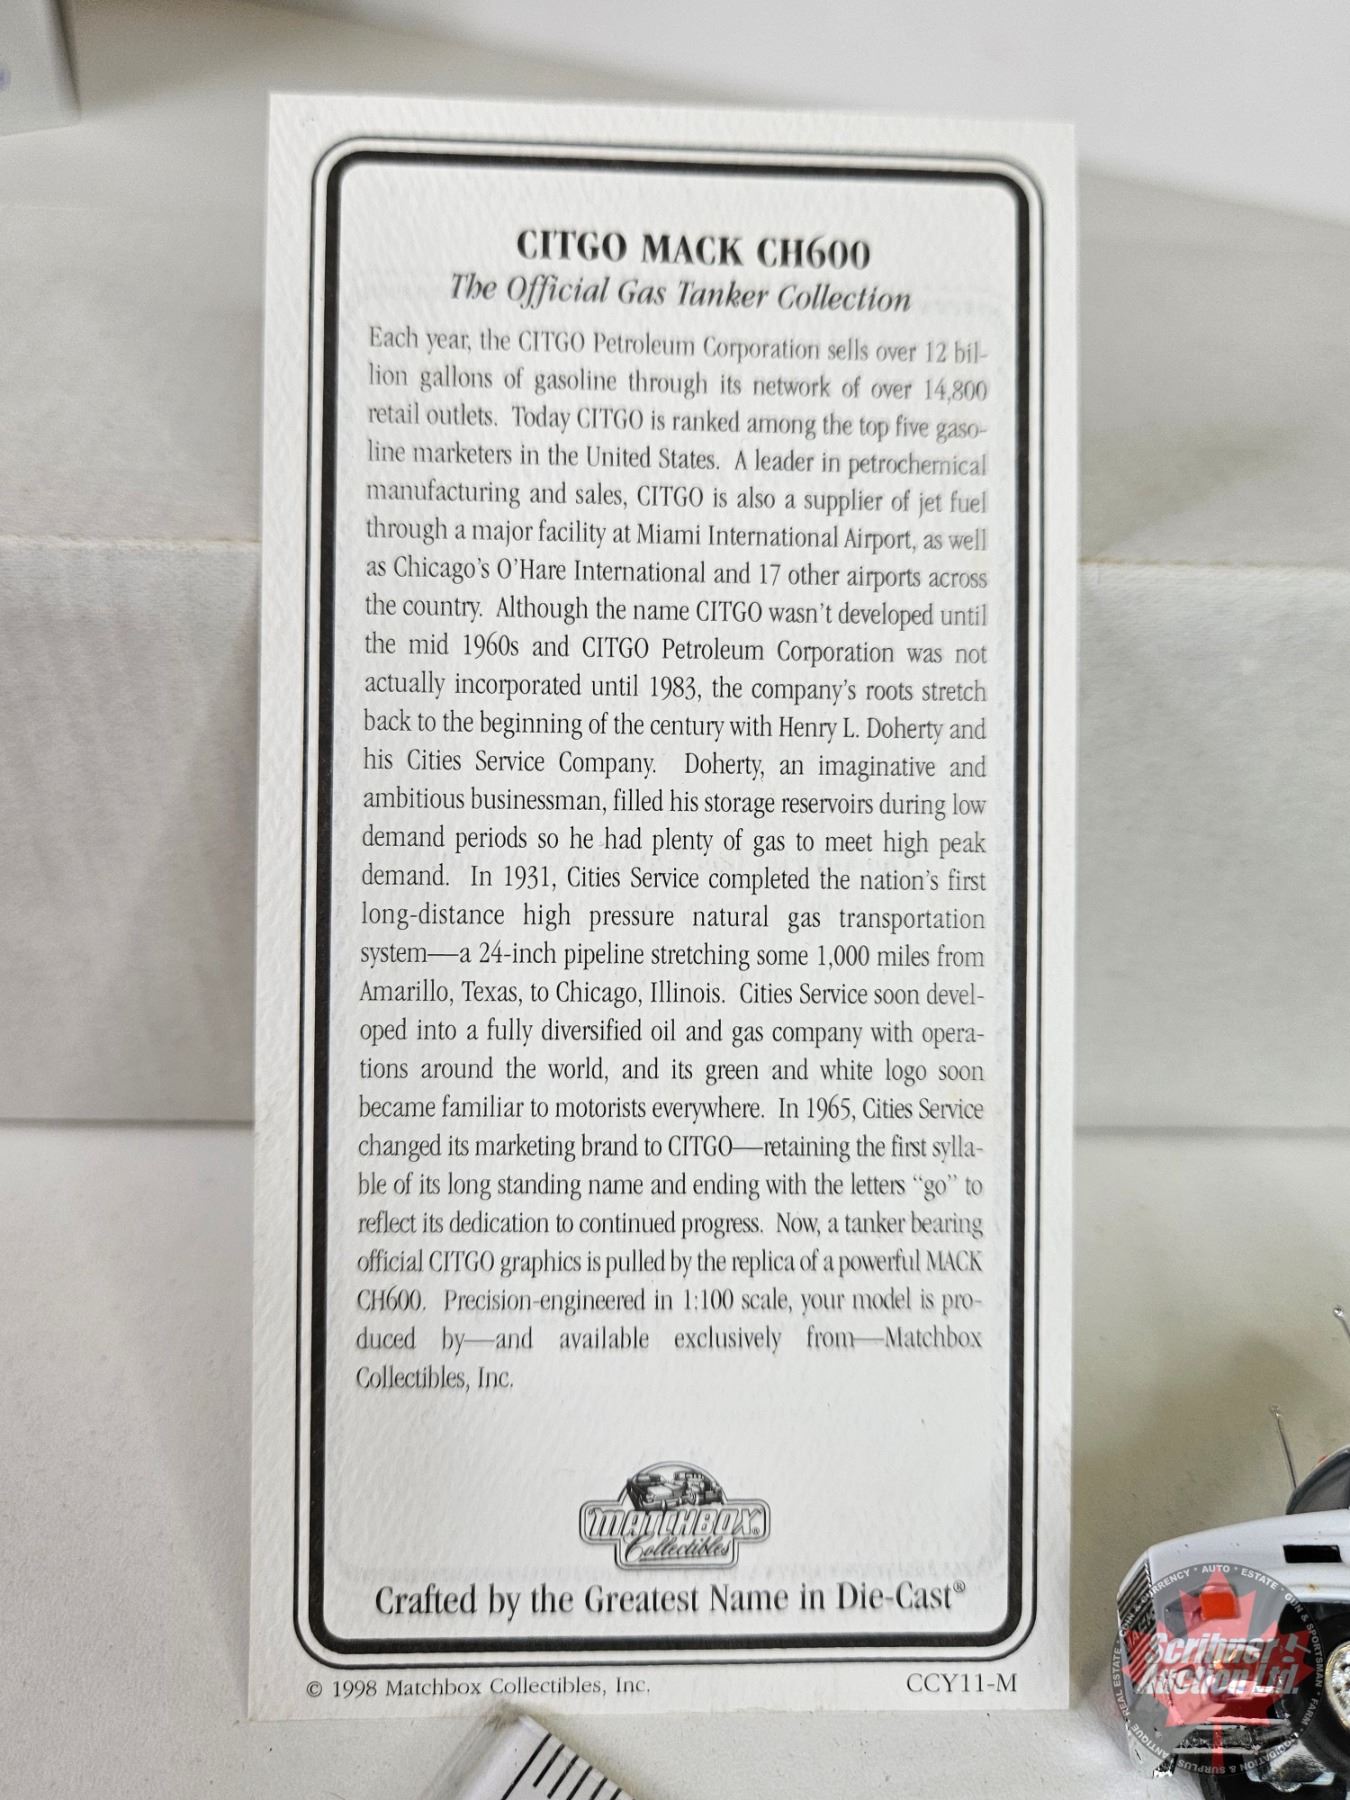 CITGO MACK CH600
The Official Gas Tanker Collection
Each year, the CITGO Petroleum Corporation sells over 12 bil-
lion gallons of gasoline through its network of over 14,800
retail outlets. Today CITGO is ranked among the top five gaso-
line marketers in the United States. A leader in petrochemical
manufacturing and sales, CITGO is also a supplier of jet fuel
through a major facility at Miami International Airport, as well
as Chicago's O'Hare International and 17 other airports across
the country. Although the name CITGO wasn't developed until
the mid 1960s and CITGO Petroleum Corporation was not
actually incorporated until 1983, the company's roots stretch
back to the beginning of the century with Henry L. Doherty and
his Cities Service Company. Doherty, an imaginative and
ambitious businessman, filled his storage reservoirs during low
demand periods so he had plenty of gas to meet high peak
demand. In 1931, Cities Service completed the nation's first
long-distance high pressure natural gas transportation
system—a 24-inch pipeline stretching some 1,000 miles from
Amarillo, Texas, to Chicago, Illinois. Cities Service soon devel-
oped into a fully diversified oil and gas company with opera-
tions around the world, and its green and white logo soon
became familiar to motorists everywhere. In 1965, Cities Service
changed its marketing brand to CITGO—retaining the first sylla-
ble of its long standing name and ending with the letters “go” to
reflect its dedication to continued progress. Now, a tanker bearing
official CITGO graphics is pulled by the replica of a powerful MACK
CH600. Precision-engineered in 1:100 scale, your model is pro-
duced by—and available exclusively from—Matchbox
Collectibles, Inc.
MATCHBOX®
Collectibles
Crafted by the Greatest Name in Die-Cast®
© 1998 Matchbox Collectibles, Inc. CCY11-M
Scribner
Auction Ltd.
AUTO • ESTATE • GUN & SPORTSMAN • FARM • LIQUIDATION & SURPLUS • ANTIQUE • REAL ESTATE • COIN & CURRENCY •